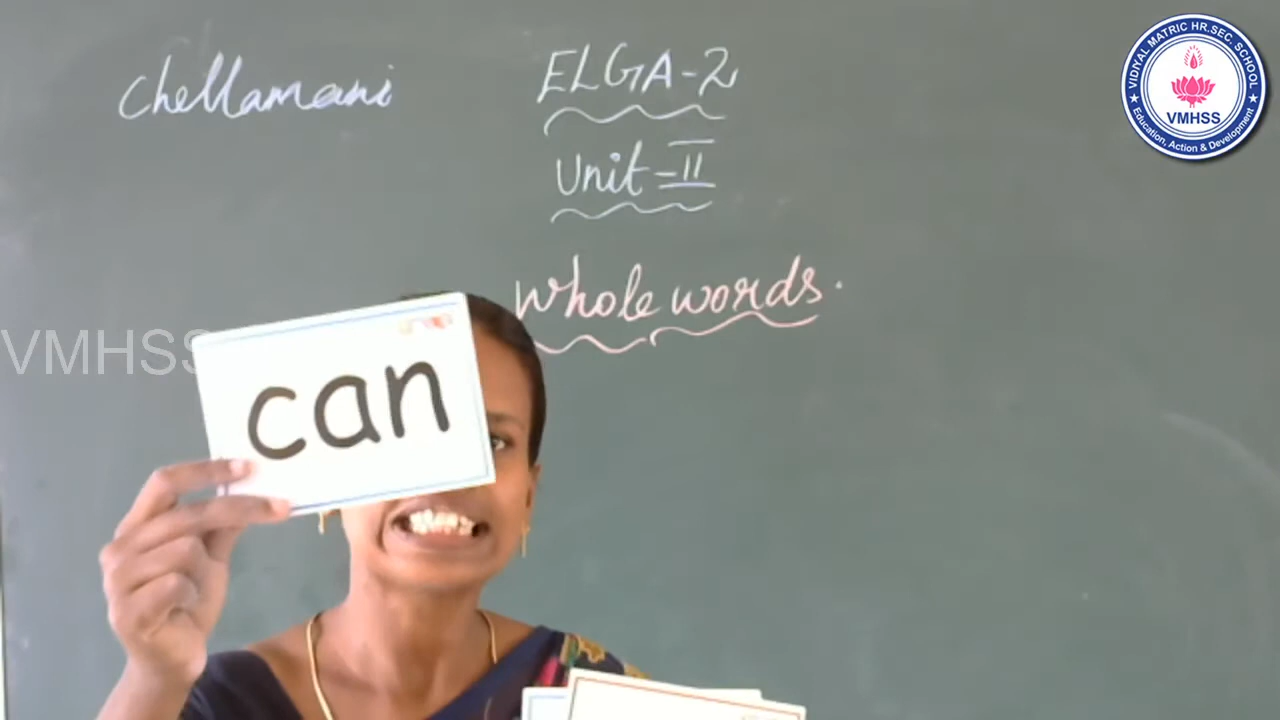 Chellamani
ELGA-2
Unit-II
Whole words.
can
VMHSS
VIDIYAL MATRIC HR.SEC. SCHOOL
VMHSS
Education, Action & Development